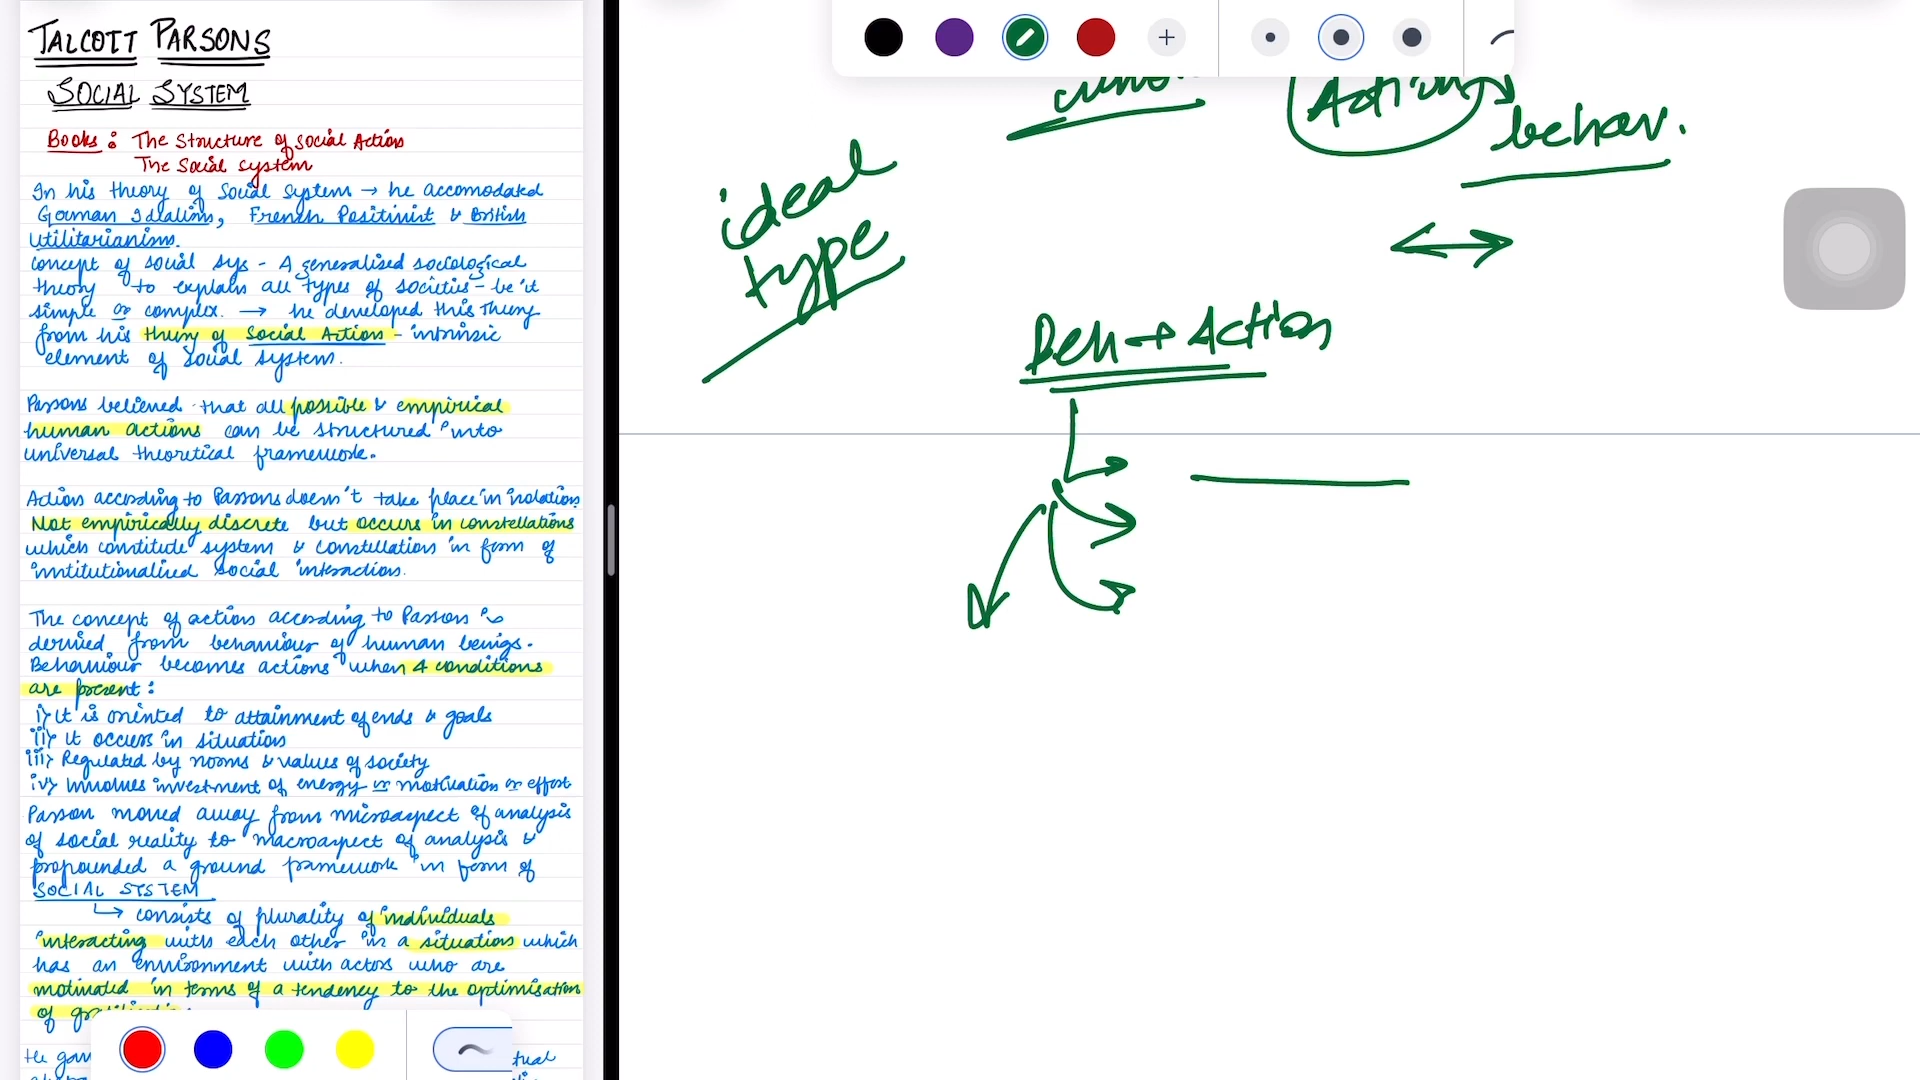 TALCOTT PARSONS
SOCIAL SYSTEM
Books: The Structure of Social Action
The Social System
In his theory of Social System → he accomodated
German Idealism, French Positivist & British
Utilitarianism.
Concept of social sys - A generalised sociological
theory to explain all types of societies - be it
simple or complex. → he developed this theory
from his theory of Social Action - intrinsic
element of social system.
Parsons believed that all possible & empirical
human actions can be structured into
universal theoretical framework.
Action according to Parsons doesn't take place in isolation.
Not empirically discrete but occurs in constellations
which constitute system & constellation in form of
institutionalised social interaction.
The concept of action according to Parson is
derived from behaviour of human beings.
Behaviour becomes actions when 4 conditions
are present:
i) It is oriented to attainment of ends & goals
ii) it occurs in situation
iii) Regulated by norms & values of society
iv) Involves investment of energy or motivation or effort
Parson moved away from microaspect of analysis
of social reality to macroaspect of analysis &
propounded a ground framework in form of
SOCIAL SYSTEM
↳ consists of plurality of individuals
interacting with each other in a situation which
has an environment with actors who are
motivated in terms of a tendency to the optimisation
of
He
tual
Action
behav.
ideal
type
Beh → Action